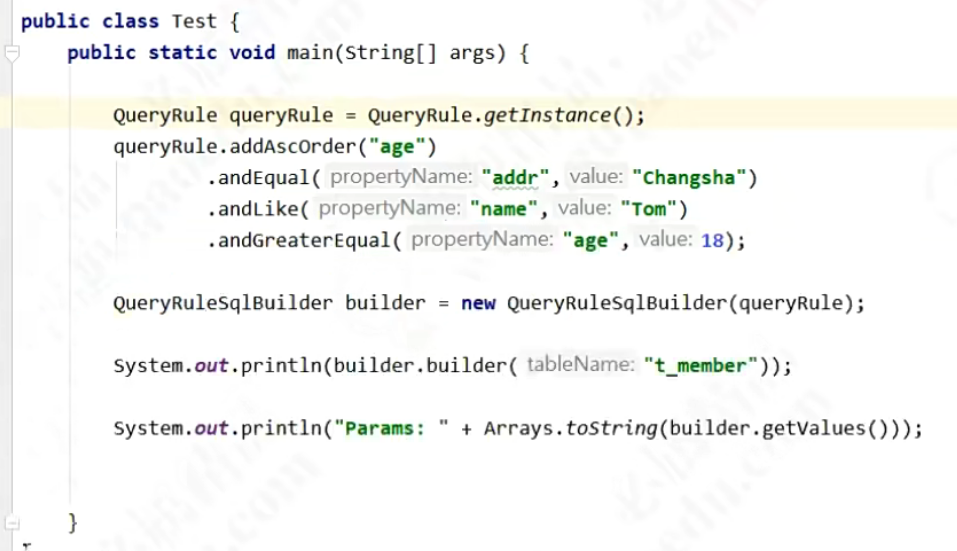 public class Test {
public static void main(String[] args) {
QueryRule queryRule = QueryRule.getInstance();
queryRule.addAscOrder("age")
.andEqual( propertyName: "addr", value: "Changsha")
.andLike( propertyName: "name", value: "Tom")
.andGreaterEqual( propertyName: "age", value: 18);
QueryRuleSqlBuilder builder = new QueryRuleSqlBuilder(queryRule);
System.out.println(builder.builder( tableName: "t_member"));
System.out.println("Params: " + Arrays.toString(builder.getValues()));
}